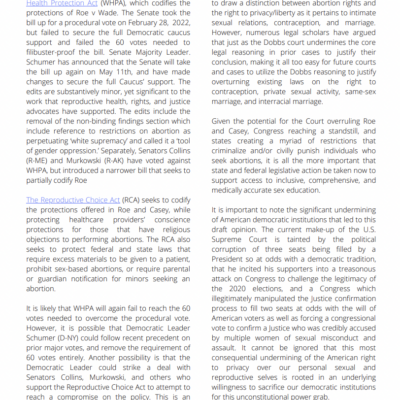 Health Protection Act (WHPA), which codifies the
protections of Roe v Wade. The Senate took the
bill up for a procedural vote on February 28, 2022,
but failed to secure the full Democratic caucus
support and failed the 60 votes needed to
filibuster-proof the bill. Senate Majority Leader.
Schumer has announced that the Senate will take
the bill up again on May 11th, and have made
changes to secure the full Caucus' support. The
edits are substantively minor, yet significant to the
work that reproductive health, rights, and justice
advocates have supported. The edits include the
removal of the non-binding findings section which
include reference to restrictions on abortion as
perpetuating 'white supremacy' and called it a 'tool
of gender oppression.' Separately, Senators Collins
(R-ME) and Murkowski (R-AK) have voted against
WHPA, but introduced a narrower bill that seeks to
partially codify Roe
The Reproductive Choice Act (RCA) seeks to codify
the protections offered in Roe and Casey, while
protecting healthcare providers' conscience
protections for those that have religious
objections to performing abortions. The RCA also
seeks to protect federal and state laws that
require excess materials to be given to a patient,
prohibit sex-based abortions, or require parental
or guardian notification for minors seeking an
abortion.
It is likely that WHPA will again fail to reach the 60
votes needed to overcome the procedural vote.
However, it is possible that Democratic Leader
Schumer (D-NY) could follow recent precedent on
prior major votes, and remove the requirement of
60 votes entirely. Another possibility is that the
Democratic Leader could strike a deal with
Senators Collins, Murkowski, and others who
support the Reproductive Choice Act to attempt to
reach a compromise on the policy. This is an
to draw a distinction between abortion rights and
the right to privacy/liberty as it pertains to intimate
sexual relations, contraception, and marriage.
However, numerous legal scholars have argued
that just as the Dobbs court undermines the core
legal reasoning in prior cases to justify their
conclusion, making it all too easy for future courts
and cases to utilize the Dobbs reasoning to justify
overturning existing laws on the right to
contraception, private sexual activity, same-sex
marriage, and interracial marriage.
Given the potential for the Court overruling Roe
and Casey, Congress reaching a standstill, and
states creating a myriad of restrictions that
criminalize and/or civilly punish individuals who
seek abortions, it is all the more important that
state and federal legislative action be taken now to
support access to inclusive, comprehensive, and
medically accurate sex education.
It is important to note the significant undermining
of American democratic institutions that led to this
draft opinion. The current make-up of the U.S.
Supreme Court is tainted by the political
corruption of three seats being filled by a
President so at odds with a democratic tradition,
that he incited his supporters into a treasonous
attack on Congress to challenge the legitimacy of
the 2020 elections, and a Congress which
illegitimately manipulated the Justice confirmation
process to fill two seats at odds with the will of
American voters as well as forcing a congressional
vote to confirm a Justice who was credibly accused
by multiple women of sexual misconduct and
assault. It cannot be ignored that this most
consequential undermining of the American right
to privacy over our personal sexual and
reproductive selves is rooted in an underlying
willingness to sacrifice our democratic institutions
for this unconstitutional power grab.